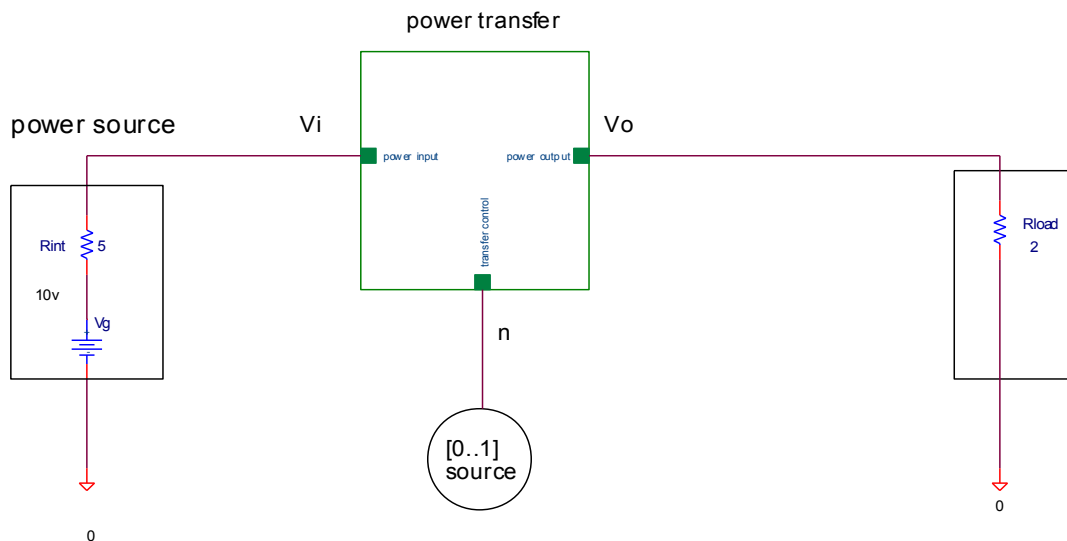 power transfer
power source
Vi
Vo
power input
power output
transfer control
Rint
5
Rload
2
10v
Vg
+
-
n
[0..1]
source
0
0